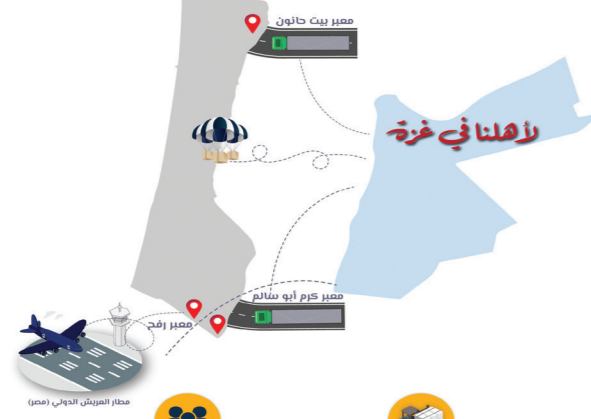 معبر بيت حانون
لأهلنا في غزة
معبر كرم أبو سالم
معبر رفح
مطار العريش الدولي (مصر)